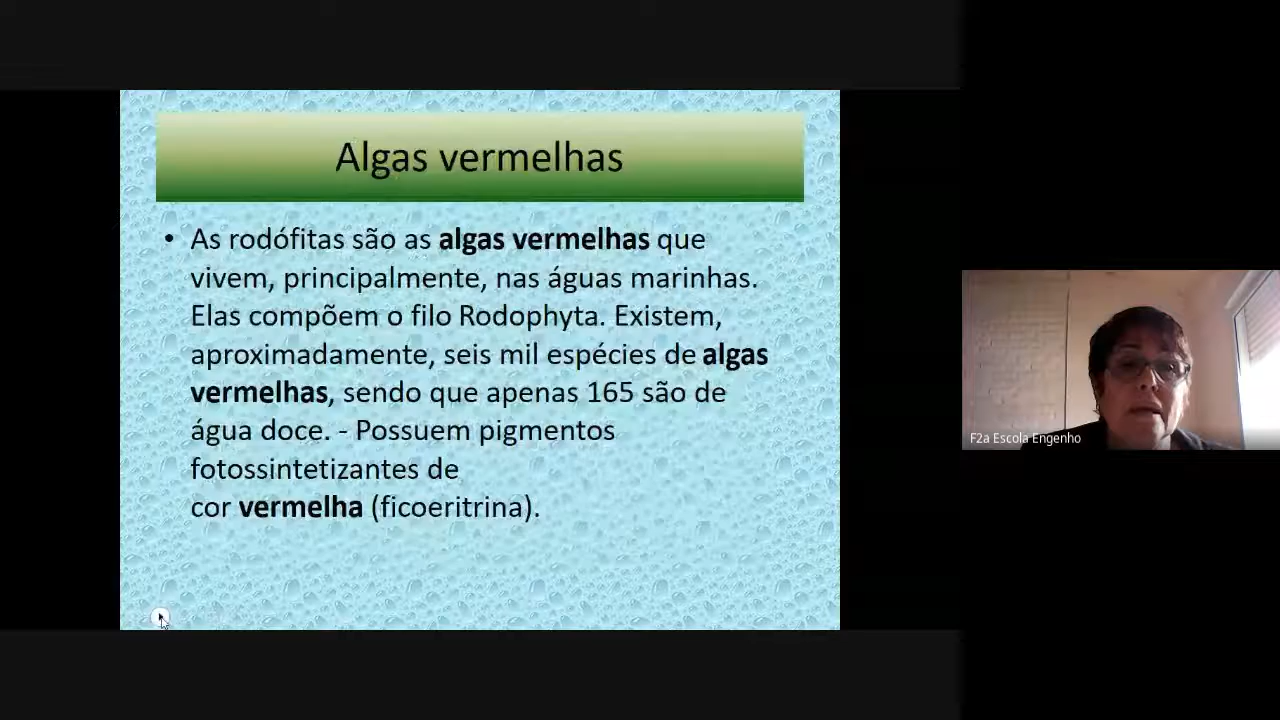 Algas vermelhas
• As rodófitas são as algas vermelhas que
vivem, principalmente, nas águas marinhas.
Elas compõem o filo Rodophyta. Existem,
aproximadamente, seis mil espécies de algas
vermelhas, sendo que apenas 165 são de
água doce. - Possuem pigmentos
fotossintetizantes de
cor vermelha (ficoeritrina).
F2a Escola Engenho